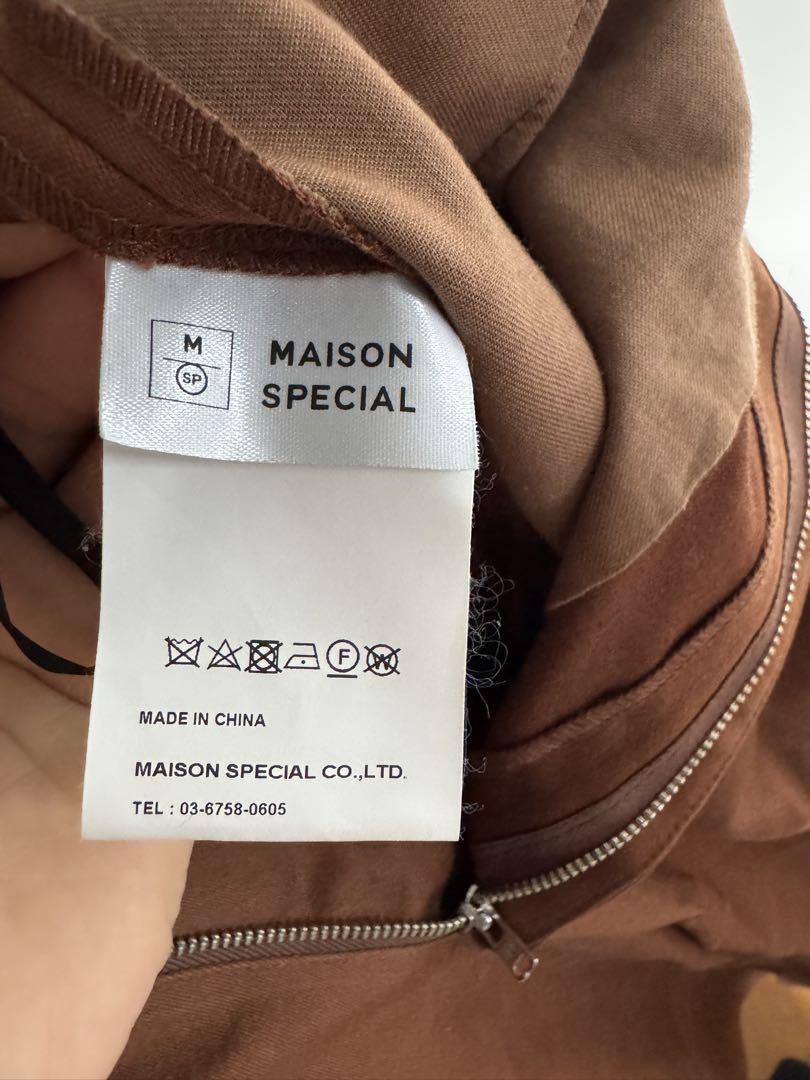 M
SP
MAISON
SPECIAL
F
W
MADE IN CHINA
MAISON SPECIAL CO.,LTD.
TEL : 03-6758-0605